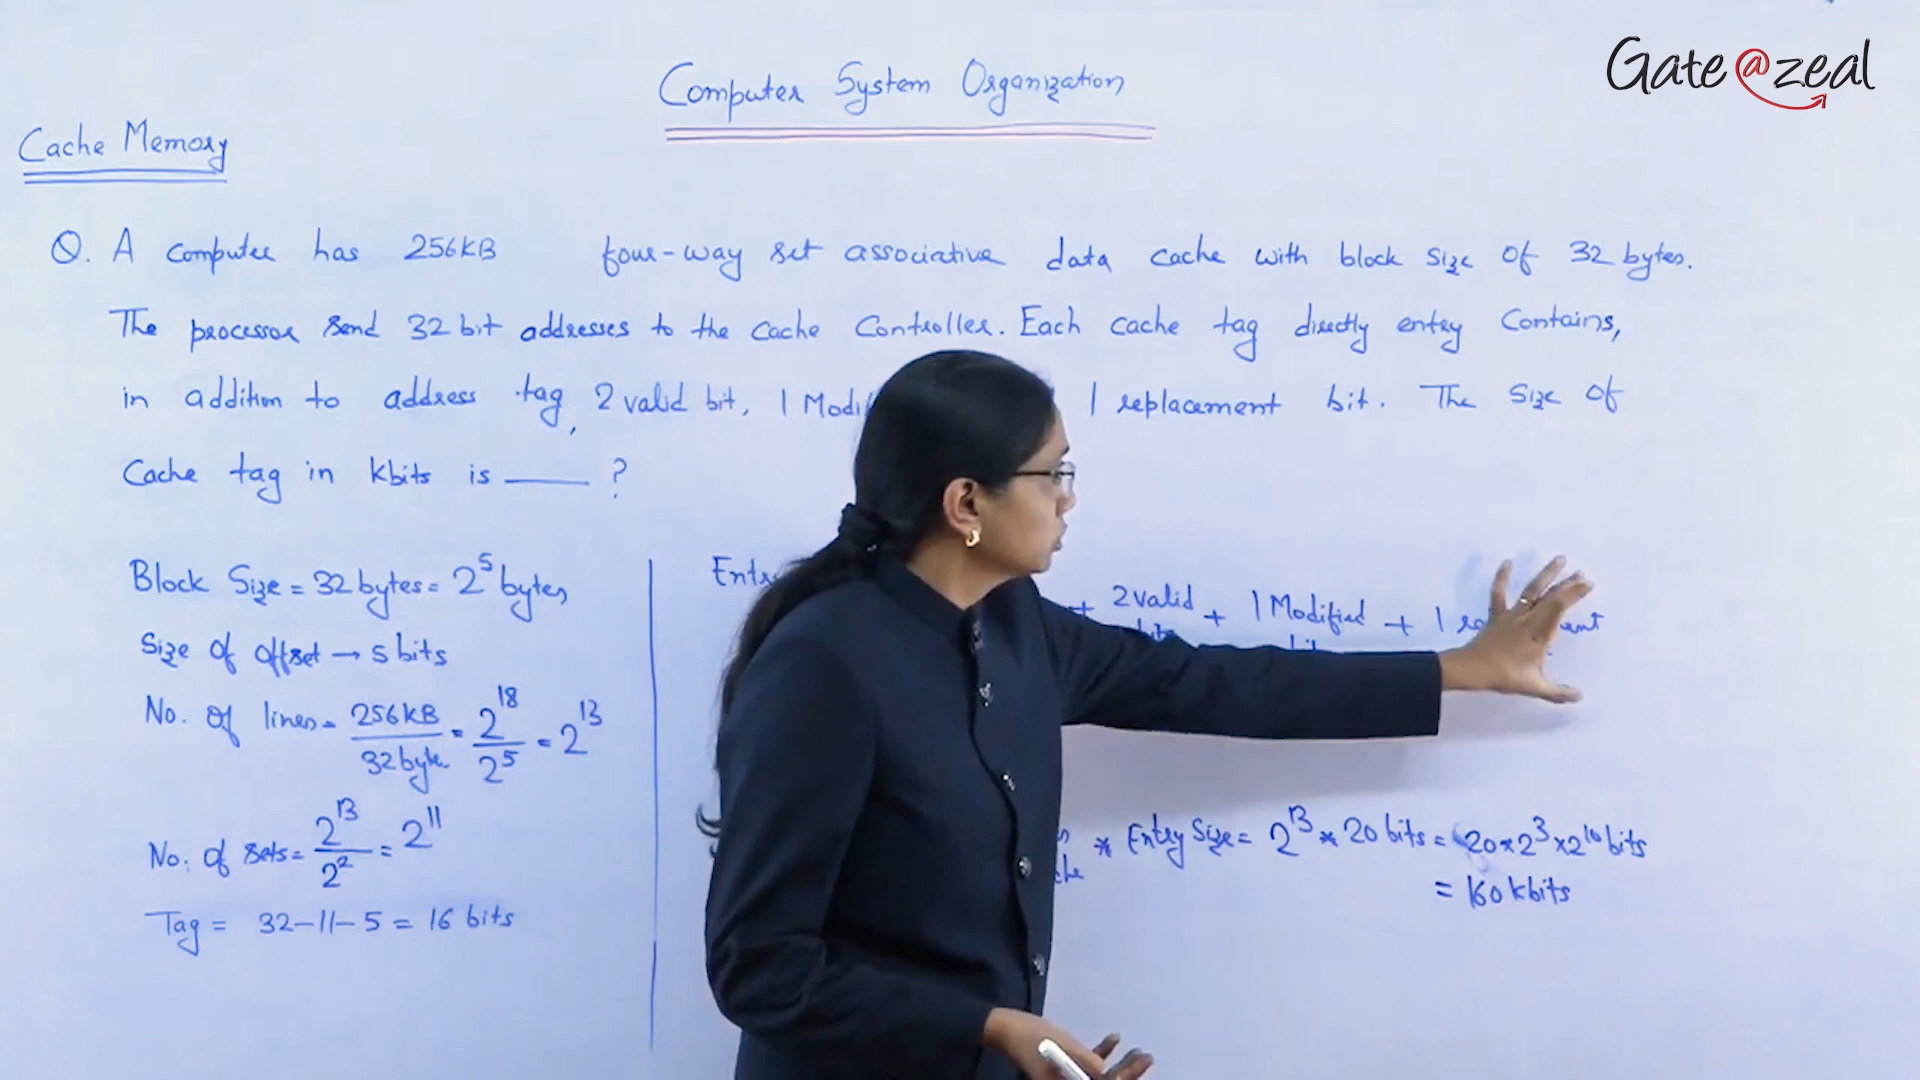 Gate@zeal
Computer System Organization
Cache Memory
Q. A computer has 256KB four-way set associative data cache with block size of 32 bytes.
The processor send 32 bit addresses to the cache Controller. Each cache tag directly entry Contains,
in addition to address tag, 2 valid bit, 1 1 replacement bit. The Size of
Cache tag in kbits is ____ ?
Block Size = 32 bytes = 2^5 bytes
Size of offset → 5 bits
No. of lines = 256KB / 32 byte = 2^18 / 2^5 = 2^13
No. of sets = 2^13 / 2^2 = 2^11
Tag = 32-11-5 = 16 bits
+ 2 valid + 1 Modified + 1
* Entry Size = 2^13 * 20 bits = 20 x 2^3 x 2^10 bits
= 160 kbits